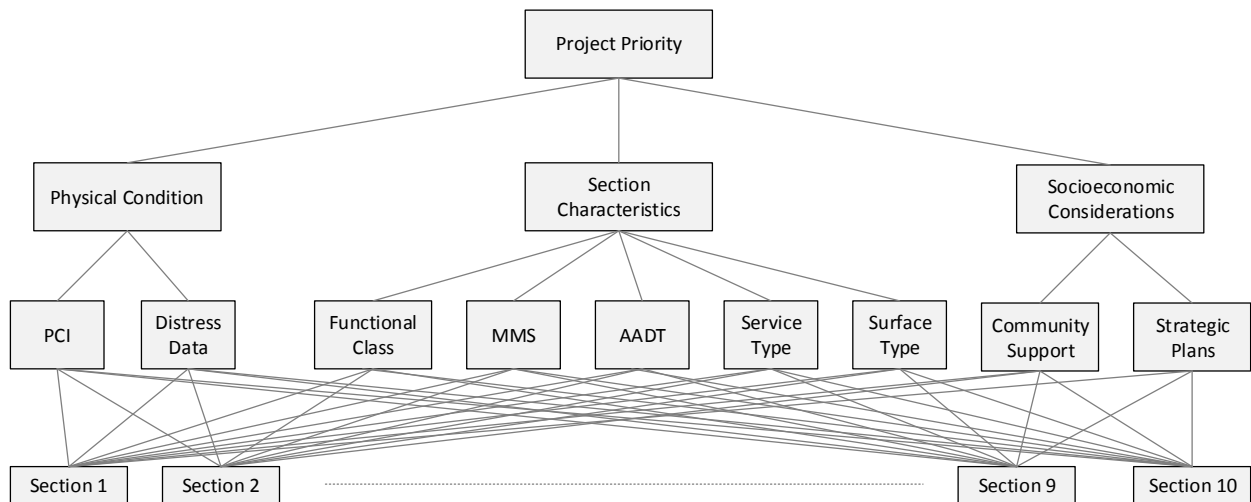 Project Priority
Physical Condition
Section
Characteristics
Socioeconomic
Considerations
PCI
Distress
Data
Functional
Class
MMS
AADT
Service
Type
Surface
Type
Community
Support
Strategic
Plans
Section 1
Section 2
Section 9
Section 10